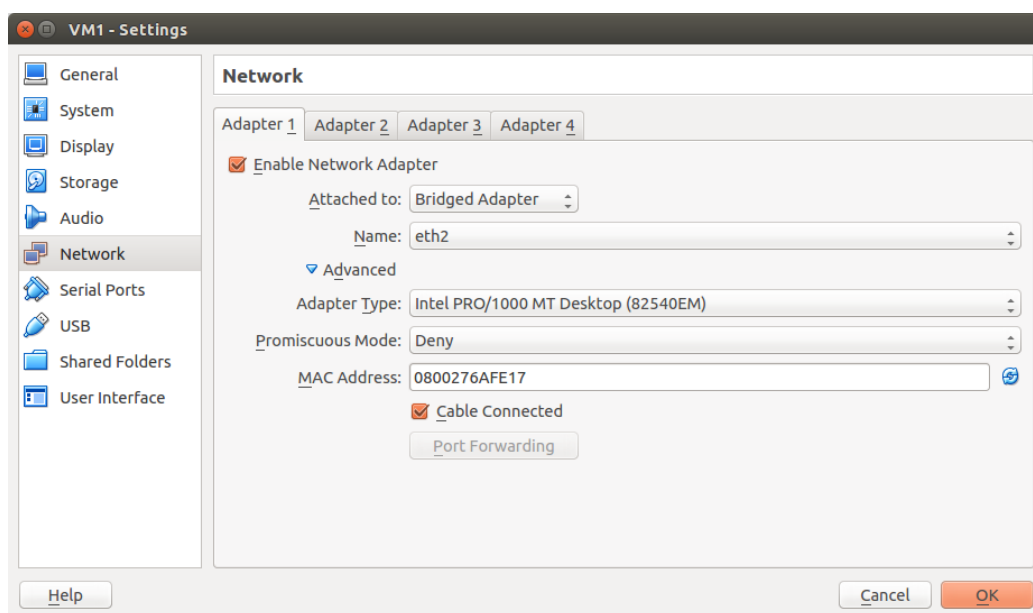 VM1 - Settings
General
System
Display
Storage
Audio
Network
Serial Ports
USB
Shared Folders
User Interface
Network
Adapter 1 Adapter 2 Adapter 3 Adapter 4
Enable Network Adapter
Attached to: Bridged Adapter
Name: eth2
Advanced
Adapter Type: Intel PRO/1000 MT Desktop (82540EM)
Promiscuous Mode: Deny
MAC Address: 0800276AFE17
Cable Connected
Port Forwarding
Help Cancel OK